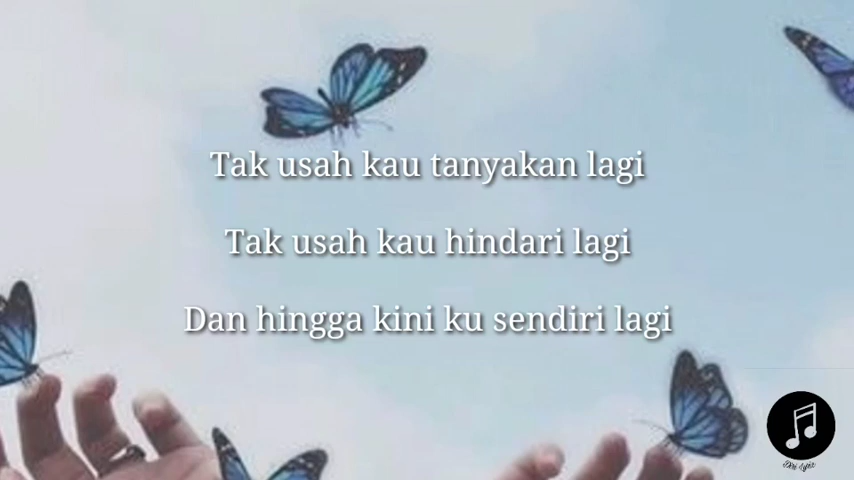 Tak usah kau tanyakan lagi
Tak usah kau hindari lagi
Dan hingga kini ku sendiri lagi